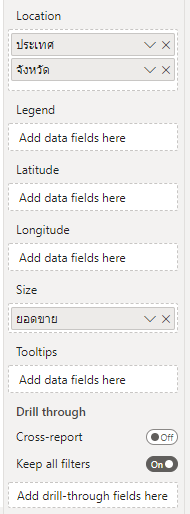 Location
ประเทศ
จังหวัด
Legend
Add data fields here
Latitude
Add data fields here
Longitude
Add data fields here
Size
ยอดขาย
Tooltips
Add data fields here
Drill through
Cross-report Off
Keep all filters On
Add drill-through fields here